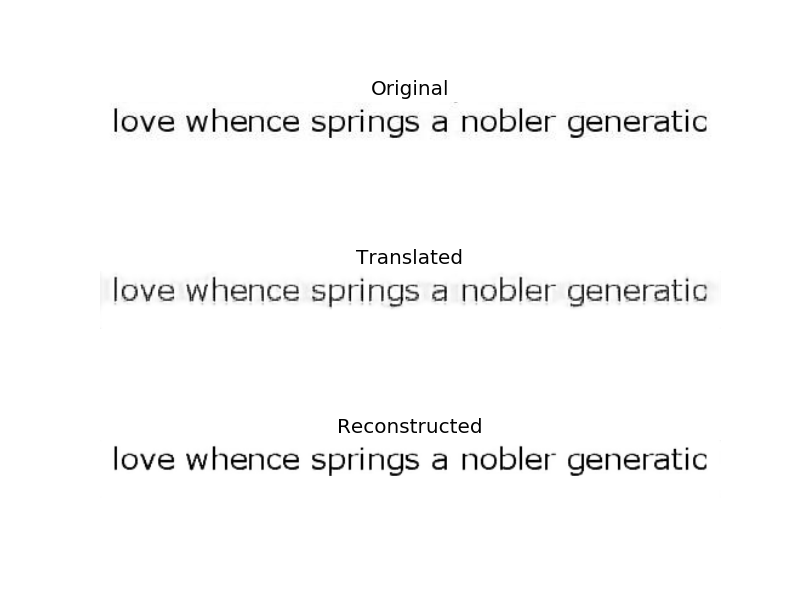 Original
love whence springs a nobler generatic
Translated
love whence springs a nobler generatic
Reconstructed
love whence springs a nobler generatic